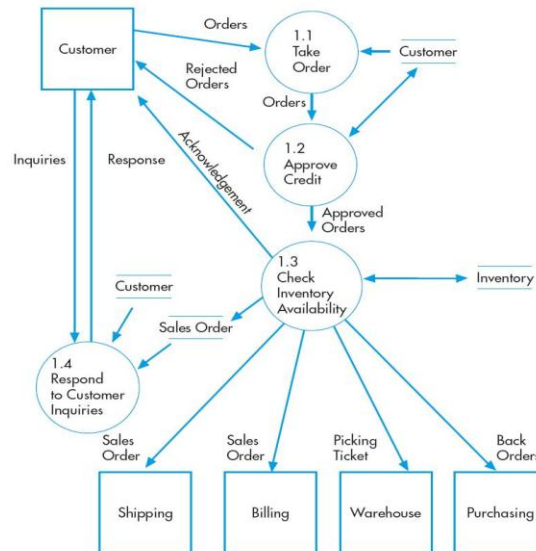 Customer
Orders
1.1
Take
Order
Customer
Rejected
Orders
Orders
1.2
Approve
Credit
Inquiries
Response
Acknowledgement
Approved
Orders
1.3
Check
Inventory
Availability
Inventory
Customer
Sales Order
1.4
Respond
to Customer
Inquiries
Sales
Order
Sales
Order
Picking
Ticket
Back
Orders
Shipping
Billing
Warehouse
Purchasing